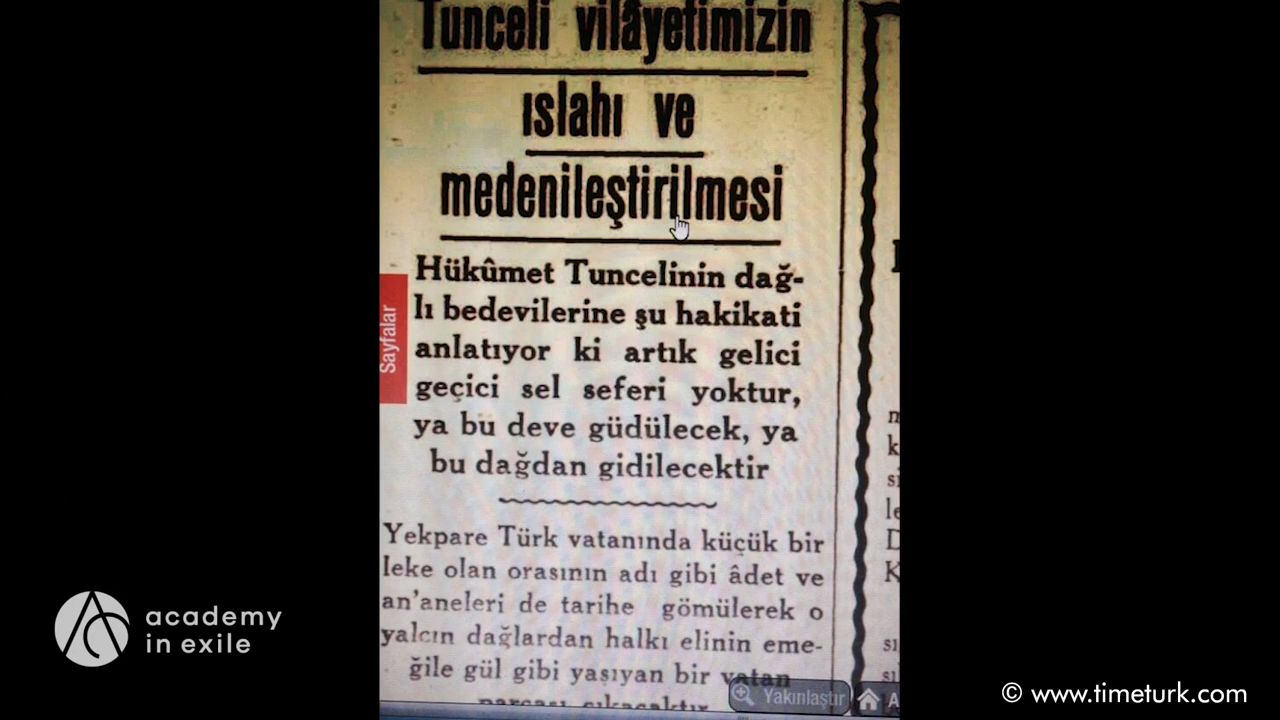 Tunceli vilâyetimizin
ıslahı ve
medenileştirilmesi
Hükûmet Tuncelinin dağ-
lı bedevilerine şu hakikati
anlatıyor ki artık gelici
geçici sel seferi yoktur,
ya bu deve güdülecek, ya
bu dağdan gidilecektir
Yekpare Türk vatanında küçük bir
leke olan orasının adı gibi âdet ve
an'aneleri de tarihe gömülerek o
yalçın dağlardan halkı elinin eme-
ğile gül gibi yaşıyan bir vatan
parçası çıkacaktır
Sayfalar
Yakınlaştır
academy
in exile
© www.timeturk.com